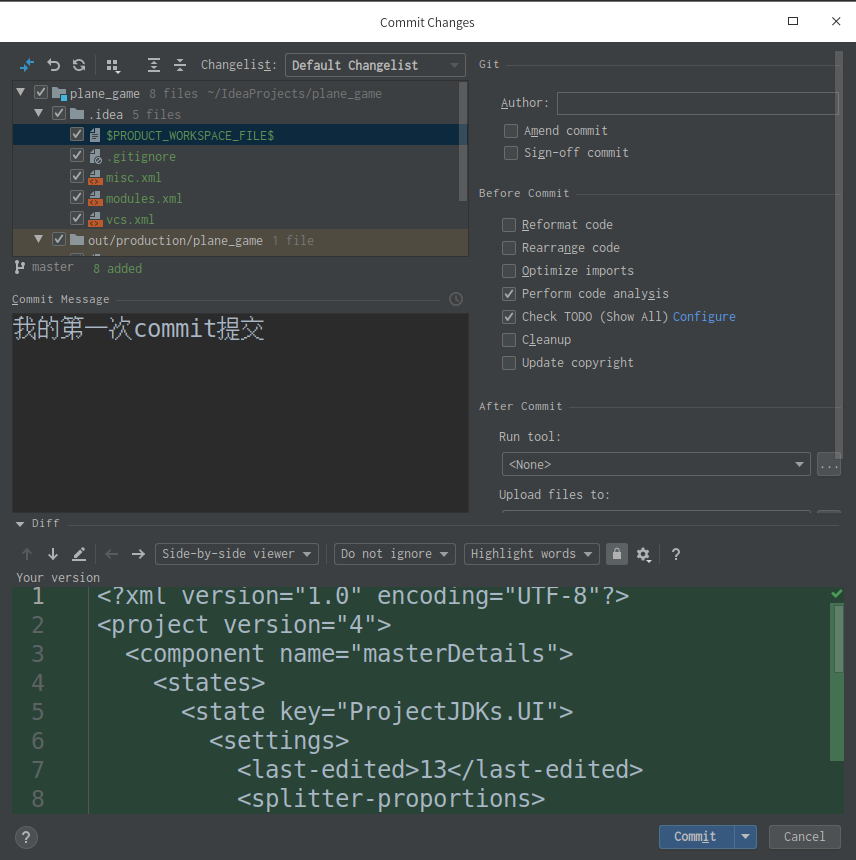 Commit Changes
Changelist: Default Changelist
plane_game 8 files ~/IdeaProjects/plane_game
.idea 5 files
$PRODUCT_WORKSPACE_FILE$
.gitignore
misc.xml
modules.xml
vcs.xml
out/production/plane_game 1 file
master 8 added
Commit Message
我的第一次commit提交
Git
Author:
Amend commit
Sign-off commit
Before Commit
Reformat code
Rearrange code
Optimize imports
Perform code analysis
Check TODO (Show All) Configure
Cleanup
Update copyright
After Commit
Run tool:
<None>
...
Upload files to:
Diff
Side-by-side viewer Do not ignore Highlight words ?
Your version
1 <?xml version="1.0" encoding="UTF-8"?>
2 <project version="4">
3 <component name="masterDetails">
4 <states>
5 <state key="ProjectJDKs.UI">
6 <settings>
7 <last-edited>13</last-edited>
8 <splitter-proportions>
? Commit Cancel